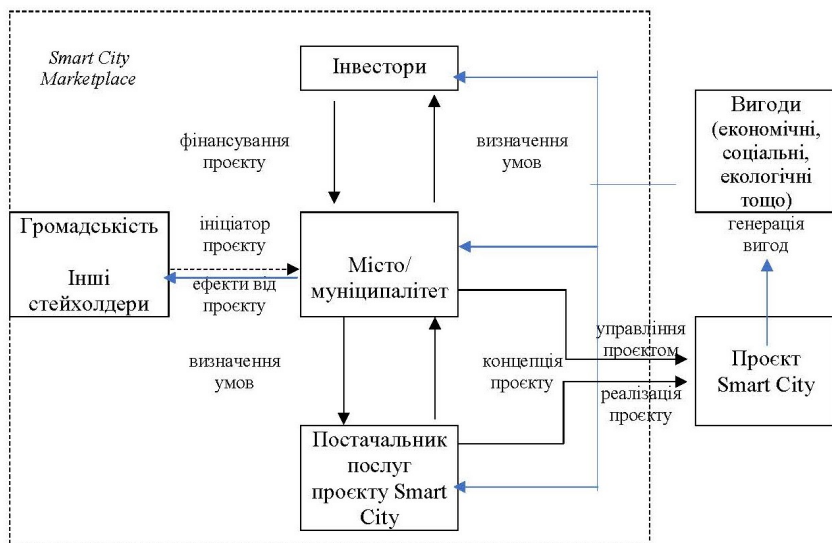 Smart City
Marketplace
Інвестори
фінансування
проєкту
визначення
умов
Вигоди
(економічні,
соціальні,
екологічні
тощо)
генерація
вигод
Громадськість
Інші
стейхолдери
ініціатор
проєкту
ефекти від
проєкту
Місто/
муніципалітет
визначення
умов
концепція
проєкту
управління
проєктом
реалізація
проєкту
Проєкт
Smart City
Постачальник
послуг
проєкту Smart
City